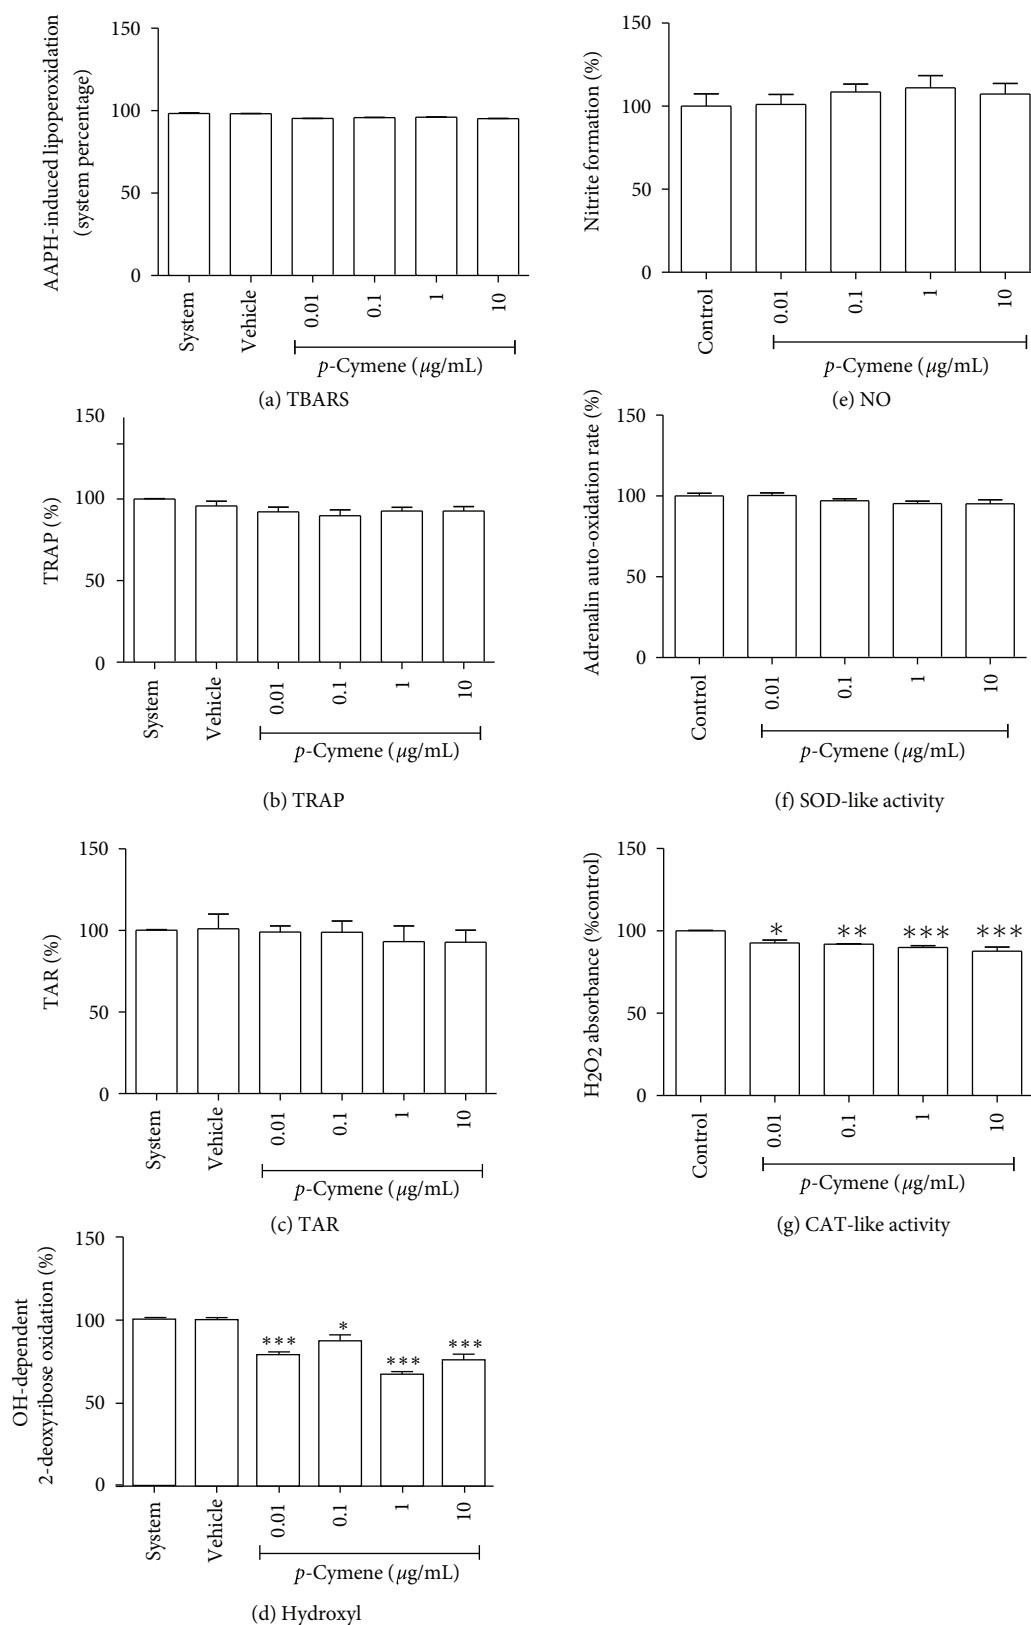 AAPH-induced lipoperoxidation
(system percentage)
150
100
50
0
System
Vehicle
0.01
0.1
1
10
p-Cymene (μg/mL)
(a) TBARS
TRAP (%)
150
100
50
0
System
Vehicle
0.01
0.1
1
10
p-Cymene (μg/mL)
(b) TRAP
TAR (%)
150
100
50
0
System
Vehicle
0.01
0.1
1
10
p-Cymene (μg/mL)
(c) TAR
OH-dependent
2-deoxyribose oxidation (%)
150
100
50
0
***
*
***
***
System
Vehicle
0.01
0.1
1
10
p-Cymene (μg/mL)
(d) Hydroxyl
Nitrite formation (%)
150
100
50
0
Control
0.01
0.1
1
10
p-Cymene (μg/mL)
(e) NO
Adrenalin auto-oxidation rate (%)
150
100
50
0
Control
0.01
0.1
1
10
p-Cymene (μg/mL)
(f) SOD-like activity
H2O2 absorbance (%control)
150
100
50
0
*
**
***
***
Control
0.01
0.1
1
10
p-Cymene (μg/mL)
(g) CAT-like activity